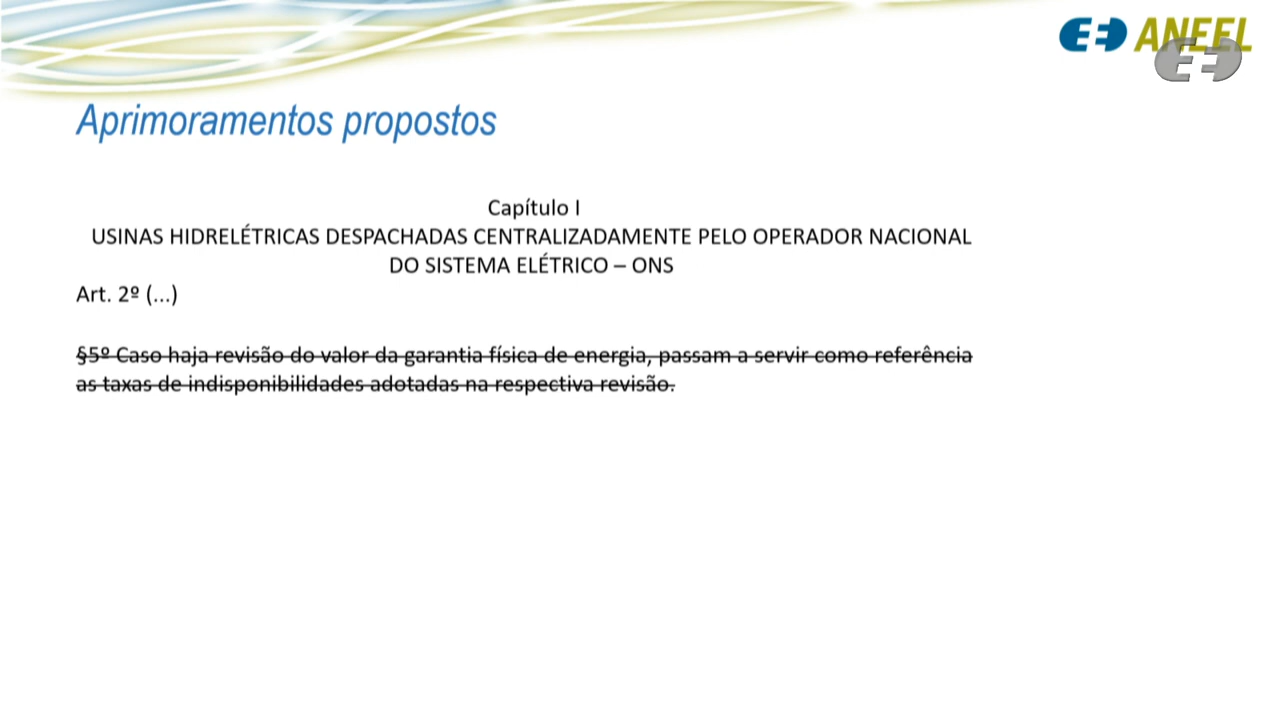 ANEEL
Aprimoramentos propostos
Capítulo I
USINAS HIDRELÉTRICAS DESPACHADAS CENTRALIZADAMENTE PELO OPERADOR NACIONAL
DO SISTEMA ELÉTRICO – ONS
Art. 2º (...)
§5º Caso haja revisão do valor da garantia física de energia, passam a servir como referência
as taxas de indisponibilidades adotadas na respectiva revisão.